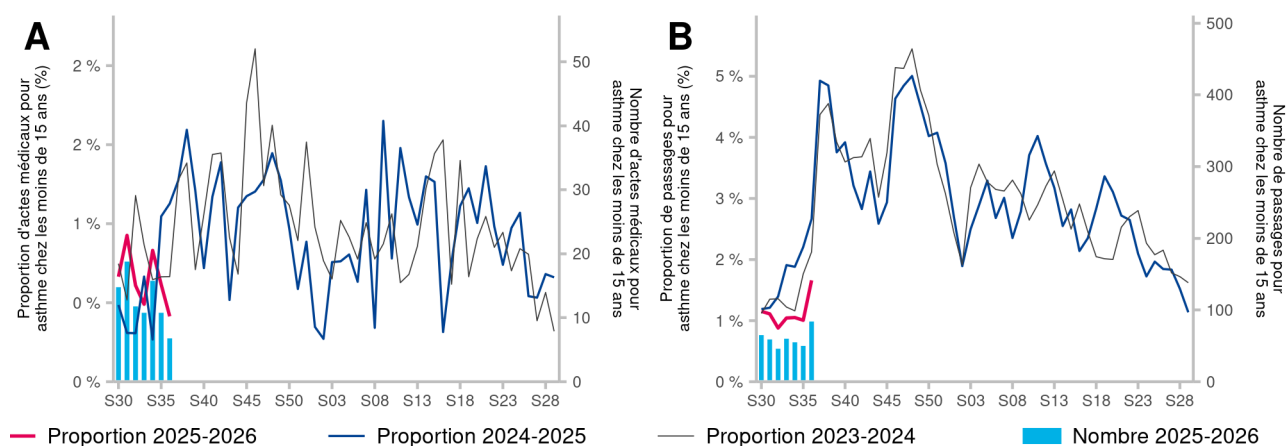 A
Proportion d'actes médicaux pour
asthme chez les moins de 15 ans (%)
2 %
2 %
1 %
0 %
0 %
50
40
30
20
10
0
Nombre d'actes médicaux pour
asthme chez les moins de 15 ans
S30 S35 S40 S45 S50 S03 S08 S13 S18 S23 S28
B
Proportion de passages pour
asthme chez les moins de 15 ans (%)
5 %
4 %
3 %
2 %
1 %
0 %
500
400
300
200
100
0
Nombre de passages pour
asthme chez les moins de 15 ans
S30 S35 S40 S45 S50 S03 S08 S13 S18 S23 S28
Proportion 2025-2026 Proportion 2024-2025 Proportion 2023-2024 Nombre 2025-2026